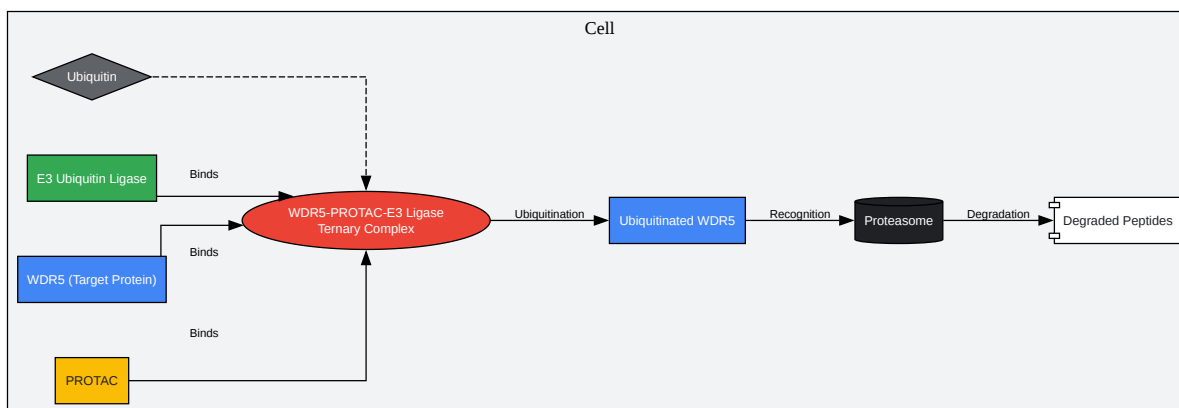 Cell
Ubiquitin
E3 Ubiquitin Ligase
Binds
WDR5-PROTAC-E3 Ligase
Ternary Complex
Ubiquitination
Ubiquitinated WDR5
Recognition
Proteasome
Degradation
Degraded Peptides
Binds
WDR5 (Target Protein)
Binds
PROTAC